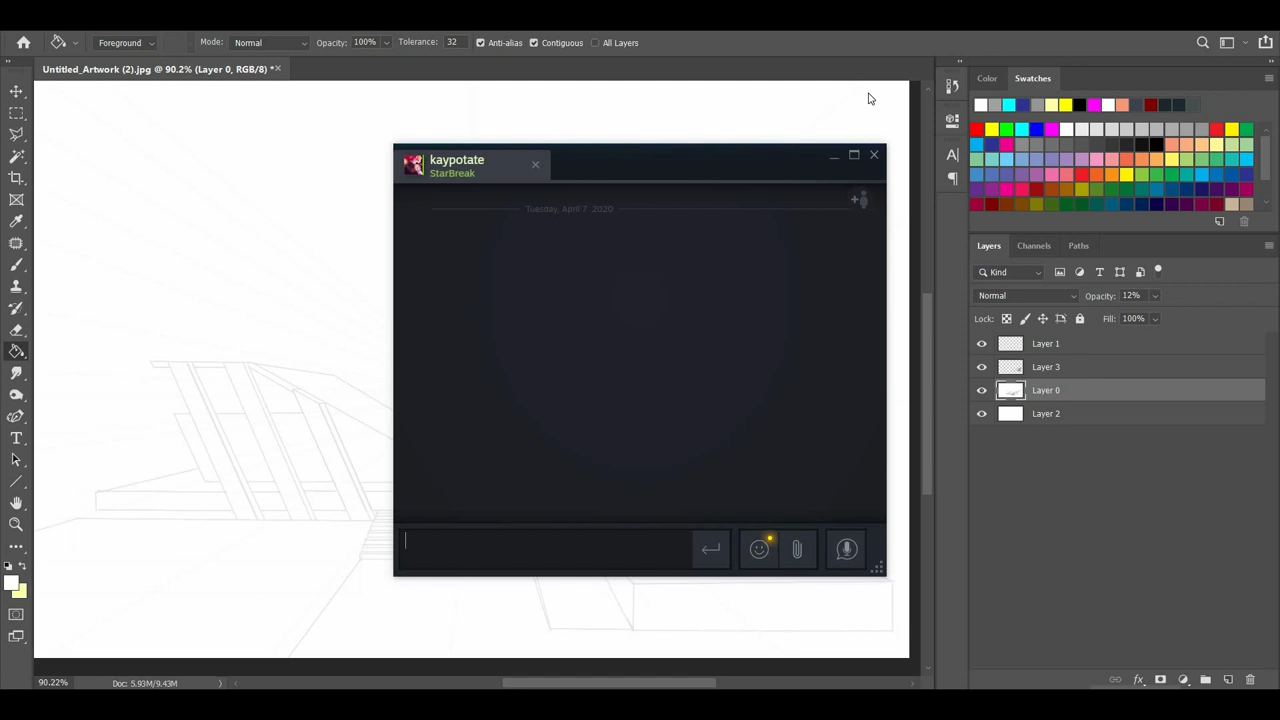 Foreground Mode: Normal Opacity: 100% Tolerance: 32 Anti-alias Contiguous All Layers
Untitled_Artwork (2).jpg @ 90.2% (Layer 0, RGB/8) *
Color Swatches
kaypotate
StarBreak
Tuesday, April 7 2020
Layers Channels Paths
Kind
Normal Opacity: 12%
Lock: Fill: 100%
Layer 1
Layer 3
Layer 0
Layer 2
90.22% Doc: 5.93M/9.43M